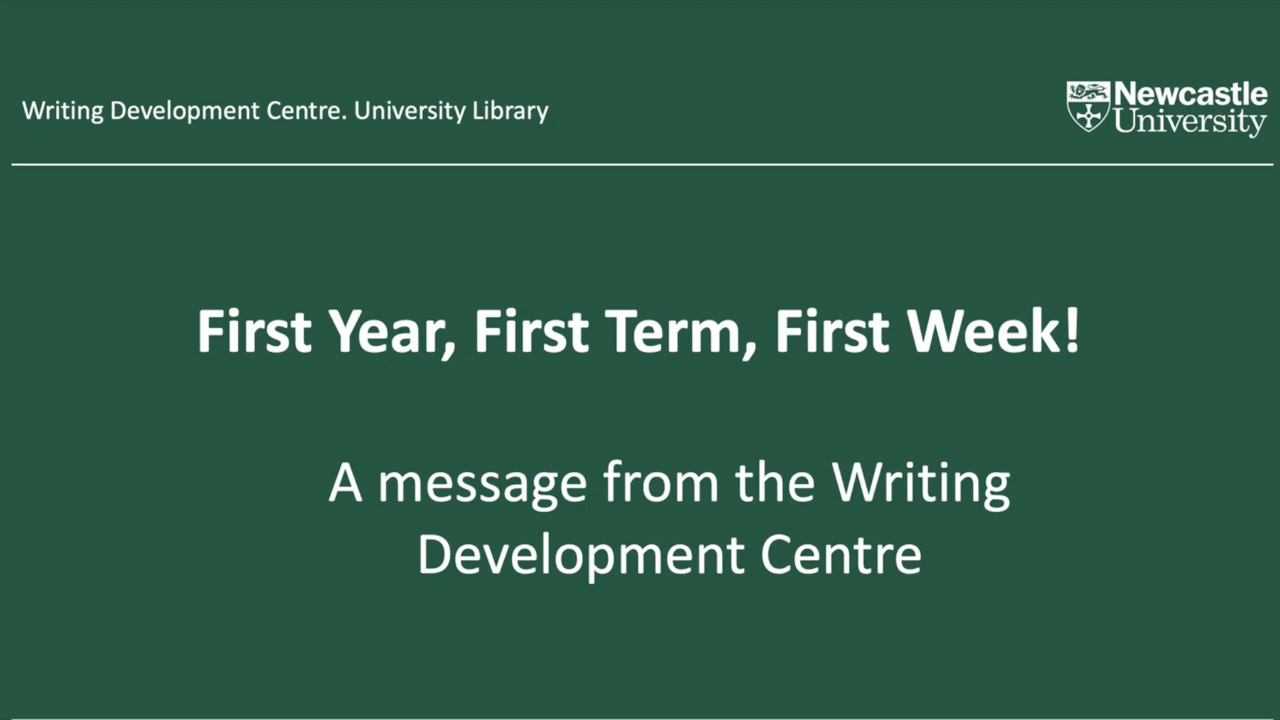 Writing Development Centre. University Library
Newcastle
University
First Year, First Term, First Week!
A message from the Writing
Development Centre